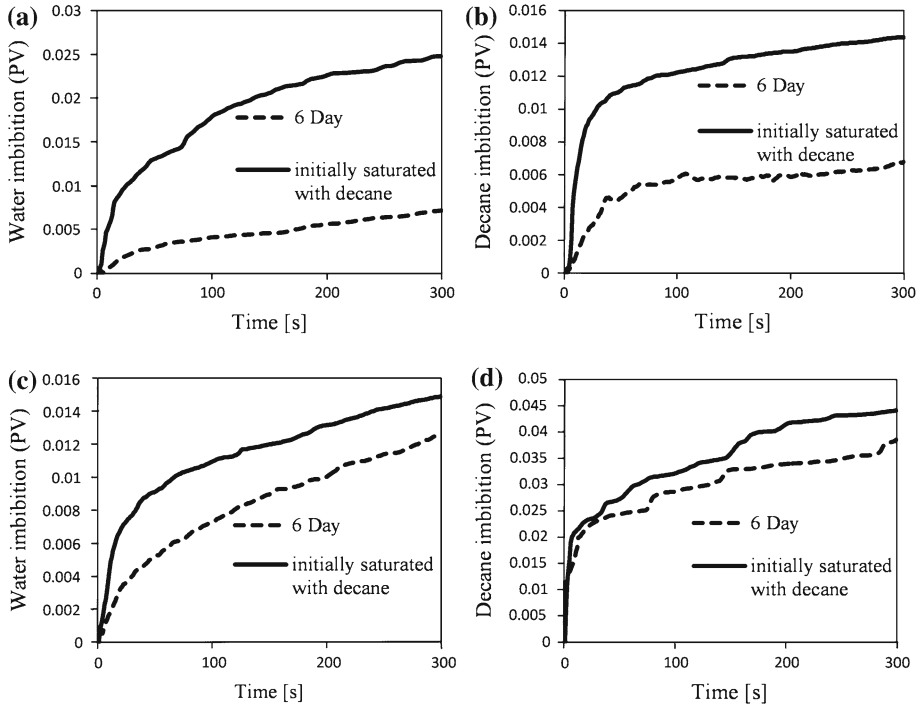 (a)
Water imbibition (PV)
0.03
0.025
0.02
0.015
0.01
0.005
0
0
100
200
300
Time [s]
6 Day
initially saturated
with decane
(b)
Decane imbibition (PV)
0.016
0.014
0.012
0.01
0.008
0.006
0.004
0.002
0
0
100
200
300
Time [s]
6 Day
initially saturated
with decane
(c)
Water imbibition (PV)
0.016
0.014
0.012
0.01
0.008
0.006
0.004
0.002
0
0
100
200
300
Time [s]
6 Day
initially saturated
with decane
(d)
Decane imbibition (PV)
0.05
0.045
0.04
0.035
0.03
0.025
0.02
0.015
0.01
0.005
0
0
100
200
300
Time [s]
6 Day
initially saturated
with decane